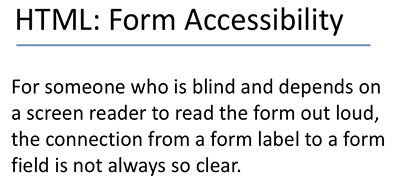 HTML: Form Accessibility
For someone who is blind and depends on
a screen reader to read the form out loud,
the connection from a form label to a form
field is not always so clear.